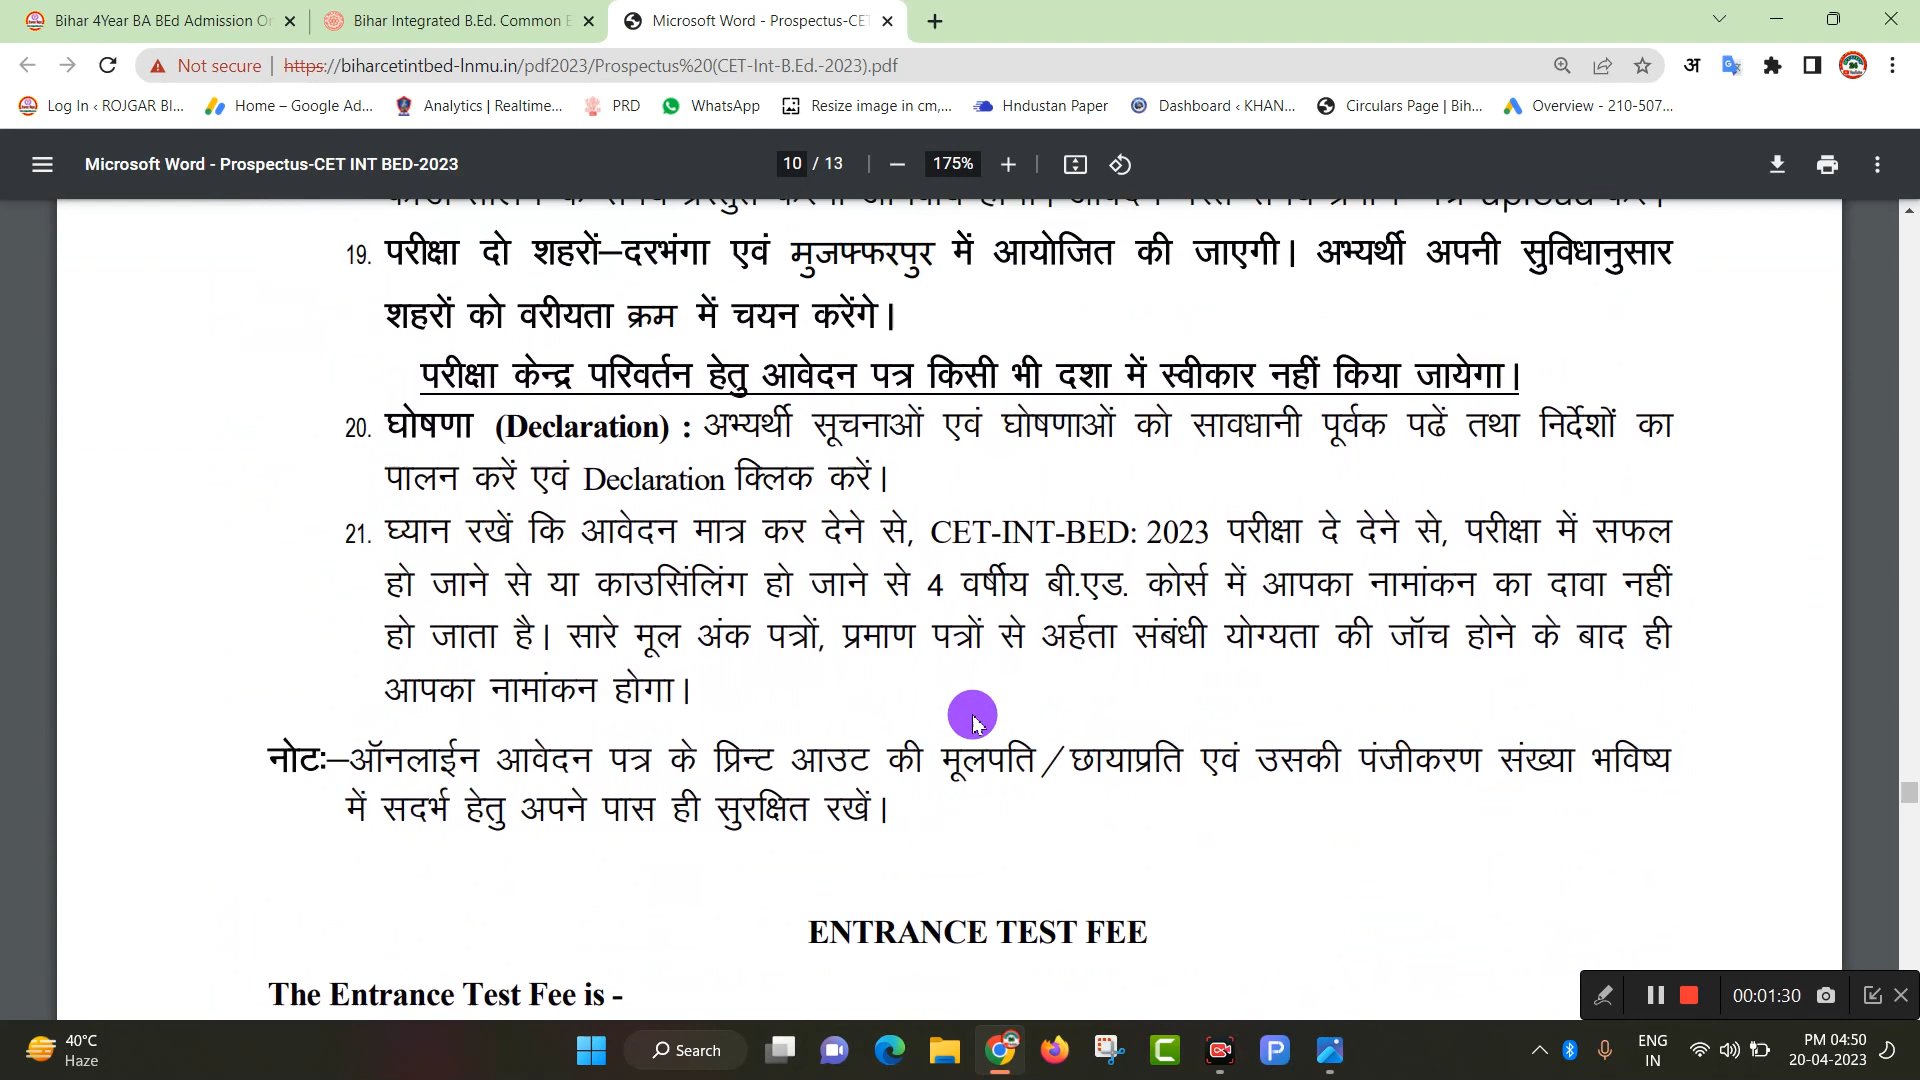 Bihar 4Year BA BEd Admission On
Bihar Integrated B.Ed. Common E
Microsoft Word - Prospectus-CET
Not secure
https://biharcetintbed-lnmu.in/pdf2023/Prospectus%20(CET-Int-B.Ed.-2023).pdf
अ
Log In ‹ ROJGAR BI...
Home – Google Ad...
Analytics | Realtime...
PRD
WhatsApp
Resize image in cm,...
Hndustan Paper
Dashboard ‹ KHAN...
Circulars Page | Bih...
Overview - 210-507...
Microsoft Word - Prospectus-CET INT BED-2023
10 / 13
175%
19. परीक्षा दो शहरों–दरभंगा एवं मुजफ्फरपुर में आयोजित की जाएगी। अभ्यर्थी अपनी सुविधानुसार
शहरों को वरीयता क्रम में चयन करेंगे।
परीक्षा केन्द्र परिवर्तन हेतु आवेदन पत्र किसी भी दशा में स्वीकार नहीं किया जायेगा।
20. घोषणा (Declaration) : अभ्यर्थी सूचनाओं एवं घोषणाओं को सावधानी पूर्वक पढें तथा निर्देशों का
पालन करें एवं Declaration क्लिक करें।
21. घ्यान रखें कि आवेदन मात्र कर देने से, CET-INT-BED: 2023 परीक्षा दे देने से, परीक्षा में सफल
हो जाने से या काउसिंलिंग हो जाने से 4 वर्षीय बी.एड. कोर्स में आपका नामांकन का दावा नहीं
हो जाता है। सारे मूल अंक पत्रों, प्रमाण पत्रों से अर्हता संबंधी योग्यता की जॉच होने के बाद ही
आपका नामांकन होगा।
नोटः–ऑनलाईन आवेदन पत्र के प्रिन्ट आउट की मूलपति/छायाप्रति एवं उसकी पंजीकरण संख्या भविष्य
में सदर्भ हेतु अपने पास ही सुरक्षित रखें।
ENTRANCE TEST FEE
The Entrance Test Fee is -
00:01:30
40°C
Haze
Search
ENG
IN
PM 04:50
20-04-2023